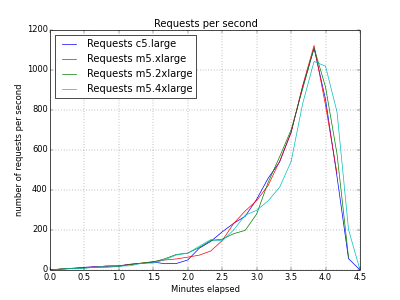 Requests per second
1200
1000
800
600
400
200
0
number of requests per second
Requests c5.large
Requests m5.xlarge
Requests m5.2xlarge
Requests m5.4xlarge
0.0 0.5 1.0 1.5 2.0 2.5 3.0 3.5 4.0 4.5
Minutes elapsed